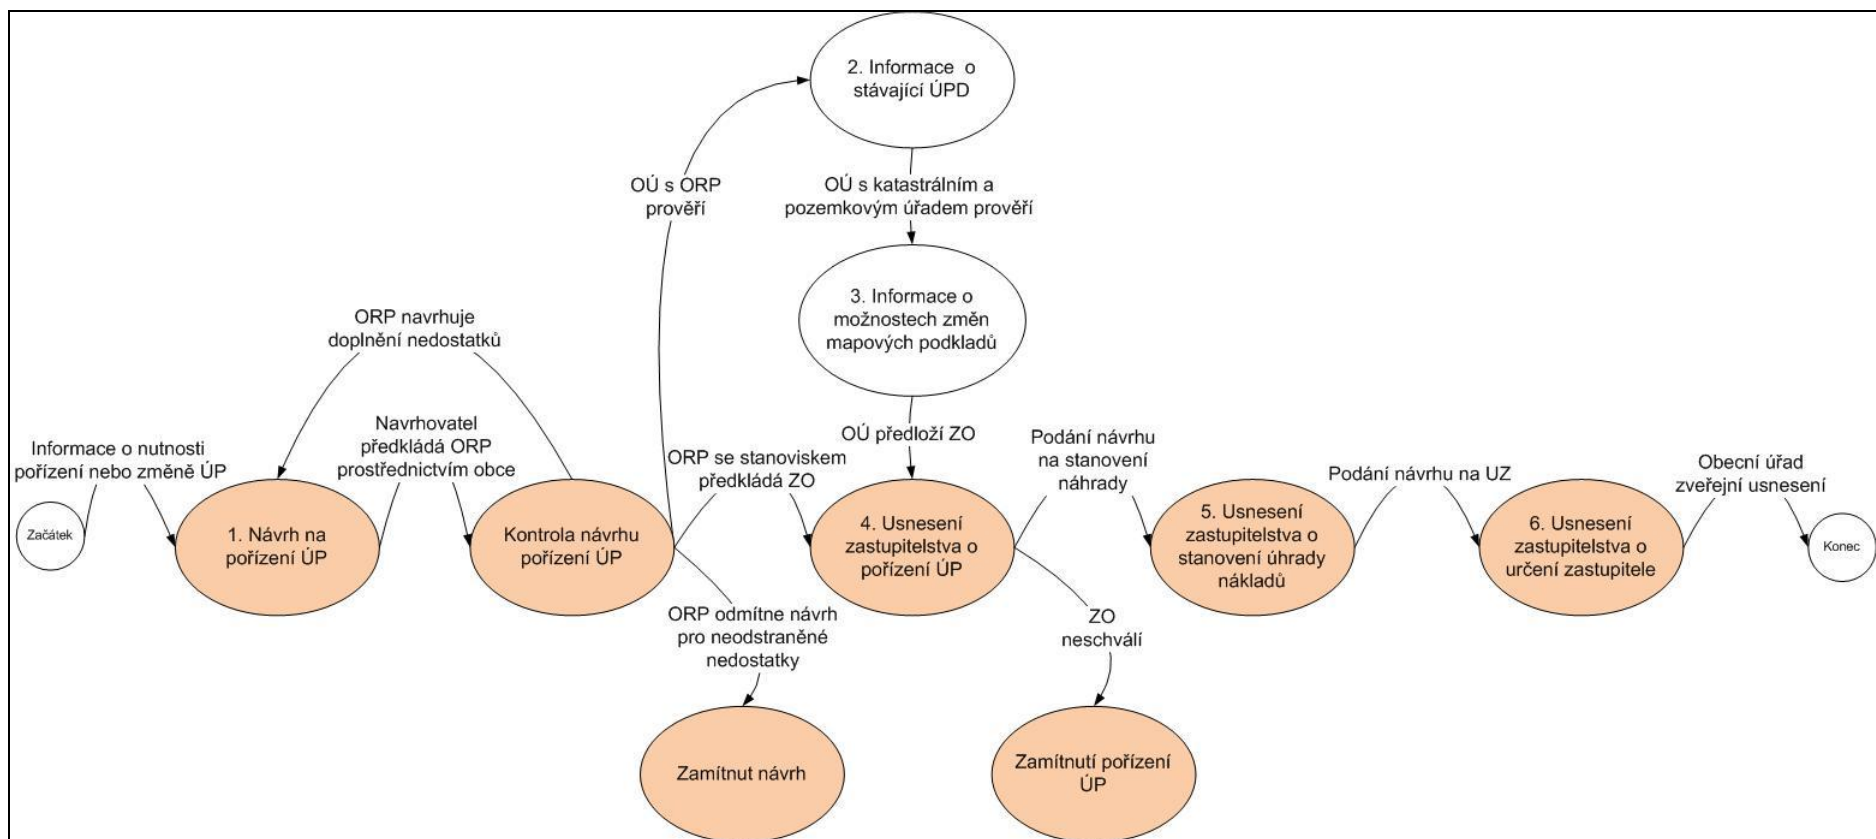 2. Informace o
stávající ÚPD
OÚ s ORP
prověří
OÚ s katastrálním a
pozemkovým úřadem prověří
3. Informace o
možnostech změn
mapových podkladů
ORP navrhuje
doplnění nedostatků
Informace o nutnosti
pořízení nebo změně ÚP
Navrhovatel
předkládá ORP
prostřednictvím obce
ORP se stanoviskem
předkládá ZO
OÚ předloží ZO
Podání návrhu
na stanovení
náhrady
Podání návrhu na UZ
Obecní úřad
zveřejní usnesení
Začátek
1. Návrh na
pořízení ÚP
Kontrola návrhu
pořízení ÚP
4. Usnesení
zastupitelstva o
pořízení ÚP
5. Usnesení
zastupitelstva o
stanovení úhrady
nákladů
6. Usnesení
zastupitelstva o
určení zastupitele
Konec
ORP odmítne návrh
pro neodstraněné
nedostatky
ZO
neschválí
Zamítnut návrh
Zamítnutí pořízení
ÚP